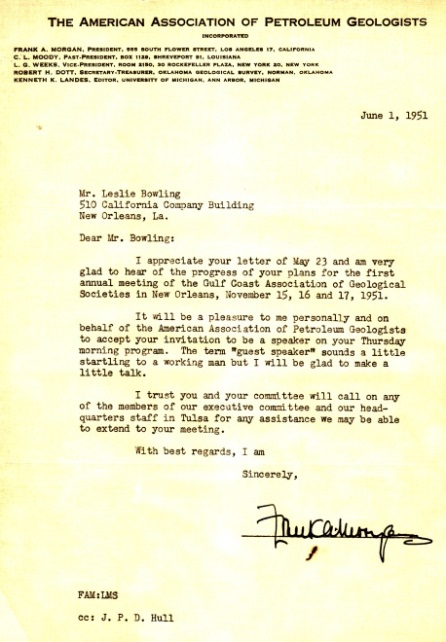 THE AMERICAN ASSOCIATION OF PETROLEUM GEOLOGISTS
INCORPORATED
FRANK A. MORGAN, PRESIDENT, 555 SOUTH FLOWER STREET, LOS ANGELES 17, CALIFORNIA
C. L. MOODY, PAST-PRESIDENT, BOX 1129, SHREVEPORT 91, LOUISIANA
L. G. WEEKS, VICE-PRESIDENT, ROOM 2150, 30 ROCKEFELLER PLAZA, NEW YORK 20, NEW YORK
ROBERT H. DOTT, SECRETARY-TREASURER, OKLAHOMA GEOLOGICAL SURVEY, NORMAN, OKLAHOMA
KENNETH K. LANDES, EDITOR, UNIVERSITY OF MICHIGAN, ANN ARBOR, MICHIGAN
June 1, 1951
Mr. Leslie Bowling
510 California Company Building
New Orleans, La.
Dear Mr. Bowling:
I appreciate your letter of May 23 and am very
glad to hear of the progress of your plans for the first
annual meeting of the Gulf Coast Association of Geological
Societies in New Orleans, November 15, 16 and 17, 1951.
It will be a pleasure to me personally and on
behalf of the American Association of Petroleum Geologists
to accept your invitation to be a speaker on your Thursday
morning program. The term "guest speaker" sounds a little
startling to a working man but I will be glad to make a
little talk.
I trust you and your committee will call on any
of the members of our executive committee and our head-
quarters staff in Tulsa for any assistance we may be able
to extend to your meeting.
With best regards, I am
Sincerely,
Frank A. Morgan
FAM:LMS
cc: J. P. D. Hull